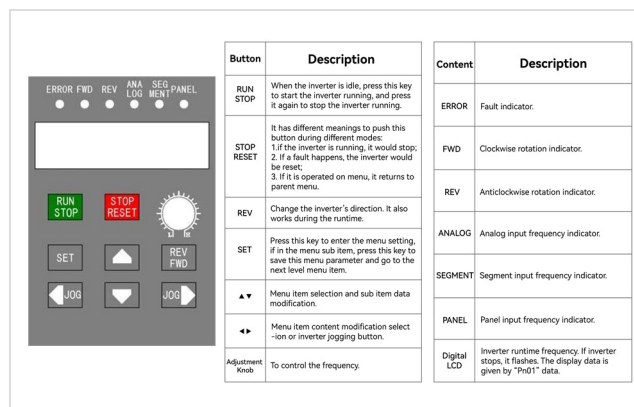 ERROR FWD REV ANA LOG SEG MENT PANEL
RUN
STOP
STOP
RESET
SET
REV
FWD
JOG
JOG
Button Description
RUN
STOP
When the inverter is idle, press this key
to start the inverter running, and press
it again to stop the inverter running.
STOP
RESET
It has different meanings to push this
button during different modes:
1.if the inverter is running, it would stop;
2. If a fault happens, the inverter would
be reset;
3. If it is operated on menu, it returns to
parent menu.
REV
Change the inverter's direction. It also
works during the runtime.
SET
Press this key to enter the menu setting,
if in the menu sub item, press this key to
save this menu parameter and go to the
next level menu item.
▲▼
Menu item selection and sub item data
modification.
◀▶
Menu item content modification select
-ion or inverter jogging button.
Adjustment
Knob
To control the frequency.
Content Description
ERROR Fault indicator.
FWD Clockwise rotation indicator.
REV Anticlockwise rotation indicator.
ANALOG Analog input frequency indicator.
SEGMENT Segment input frequency indicator.
PANEL Panel input frequency indicator.
Digital
LCD
Inverter runtime frequency. If inverter
stops, it flashes. The display data is
given by "Pn01" data.